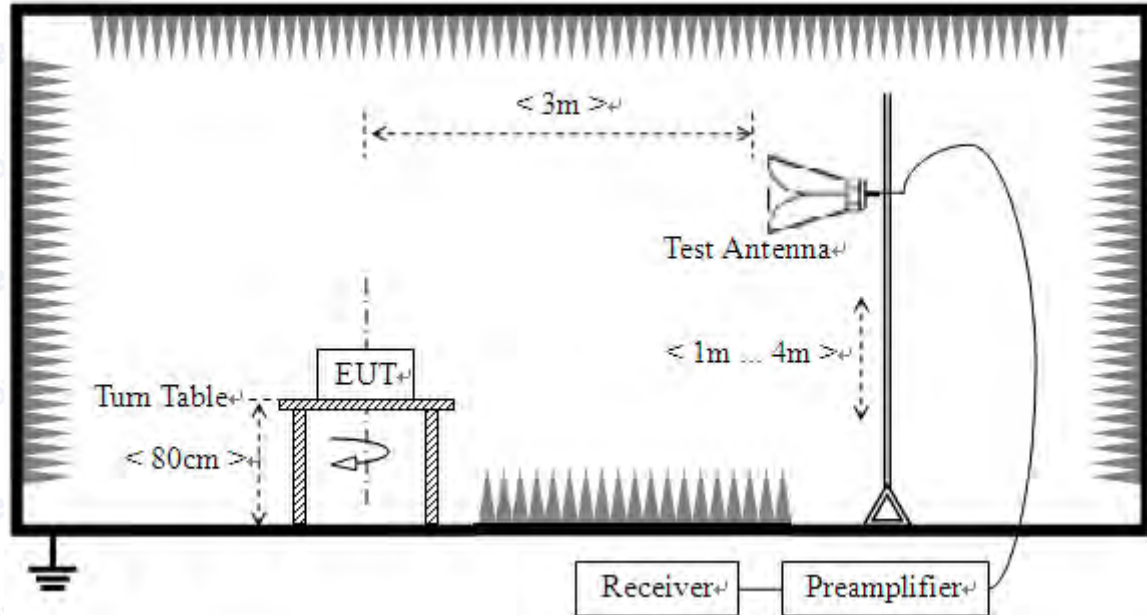 < 3m >↵
Test Antenna↵
< 1m ... 4m >↵
EUT↵
Turn Table↵
< 80cm >↵
Receiver↵
Preamplifier↵